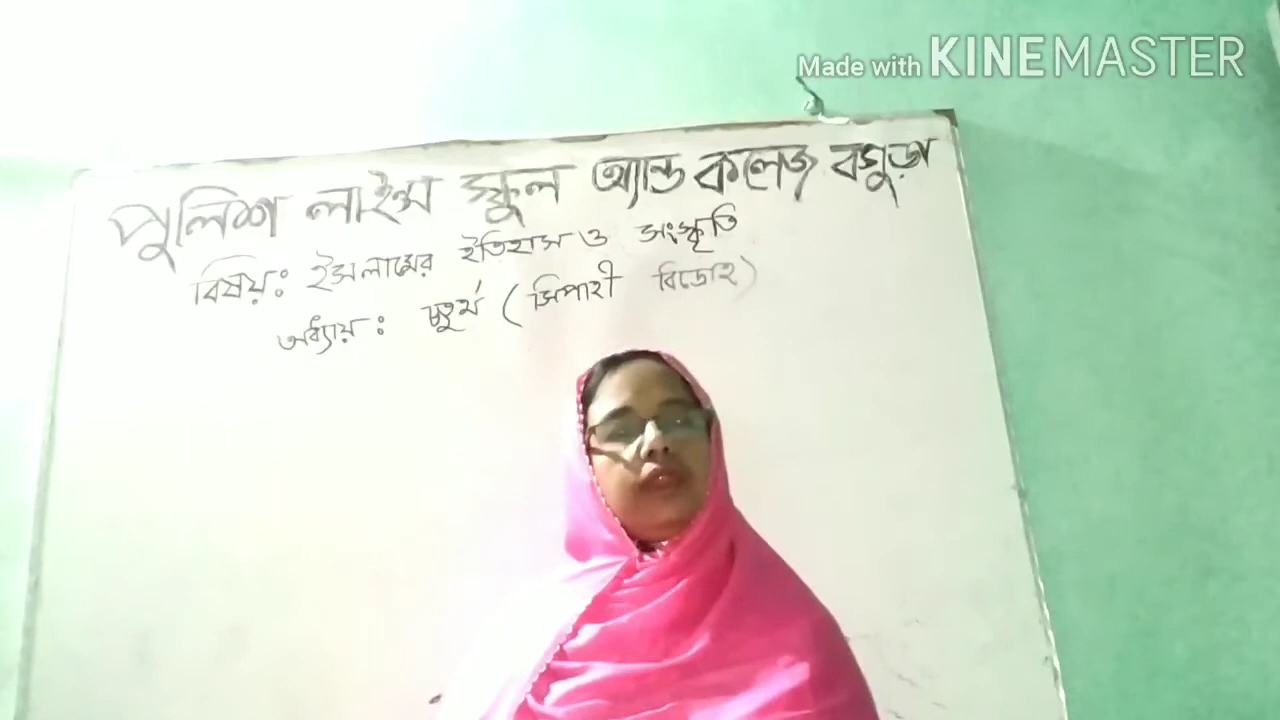 Made with KINEMASTER
পুলিশ লাইন্স স্কুল অ্যান্ড কলেজ বগুড়া
বিষয়: ইসলামের ইতিহাস ও সংস্কৃতি
অধ্যায়: চতুর্থ (সিপাহী বিদ্রোহ)